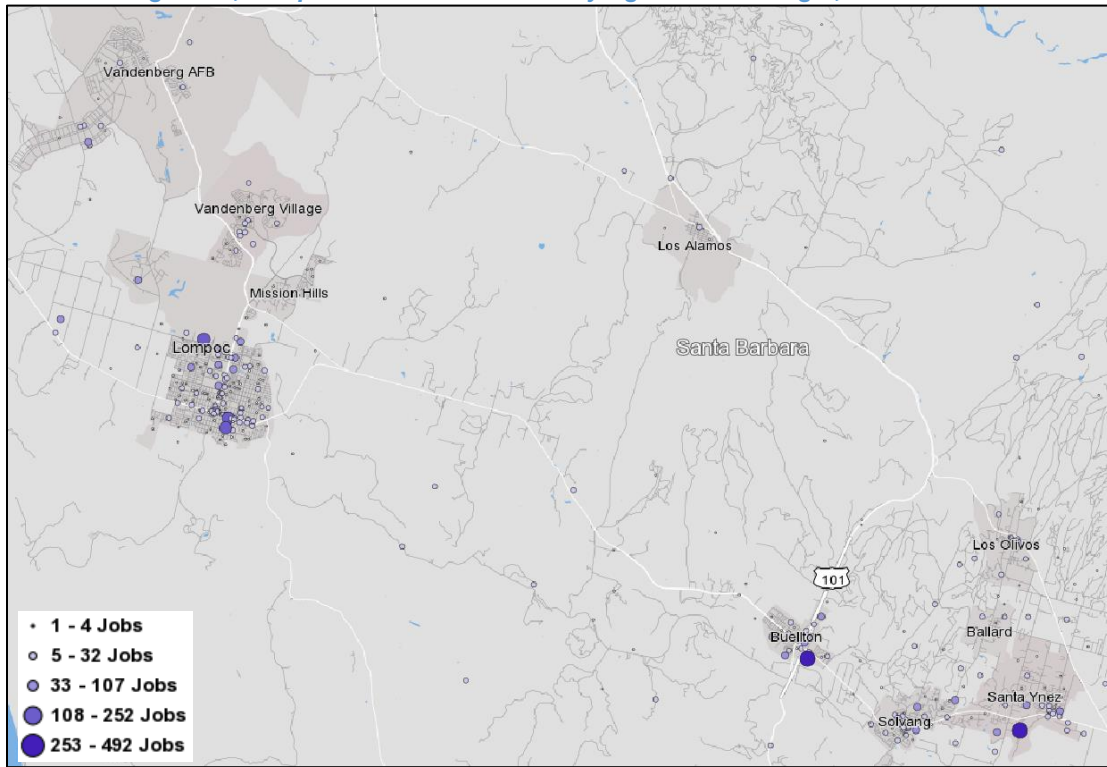 Vandenberg AFB
Vandenberg Village
Los Alamos
Mission Hills
Santa Barbara
Lompoc
Los Olivos
101
Ballard
Buellton
Santa Ynez
Solvang
1 - 4 Jobs
5 - 32 Jobs
33 - 107 Jobs
108 - 252 Jobs
253 - 492 Jobs